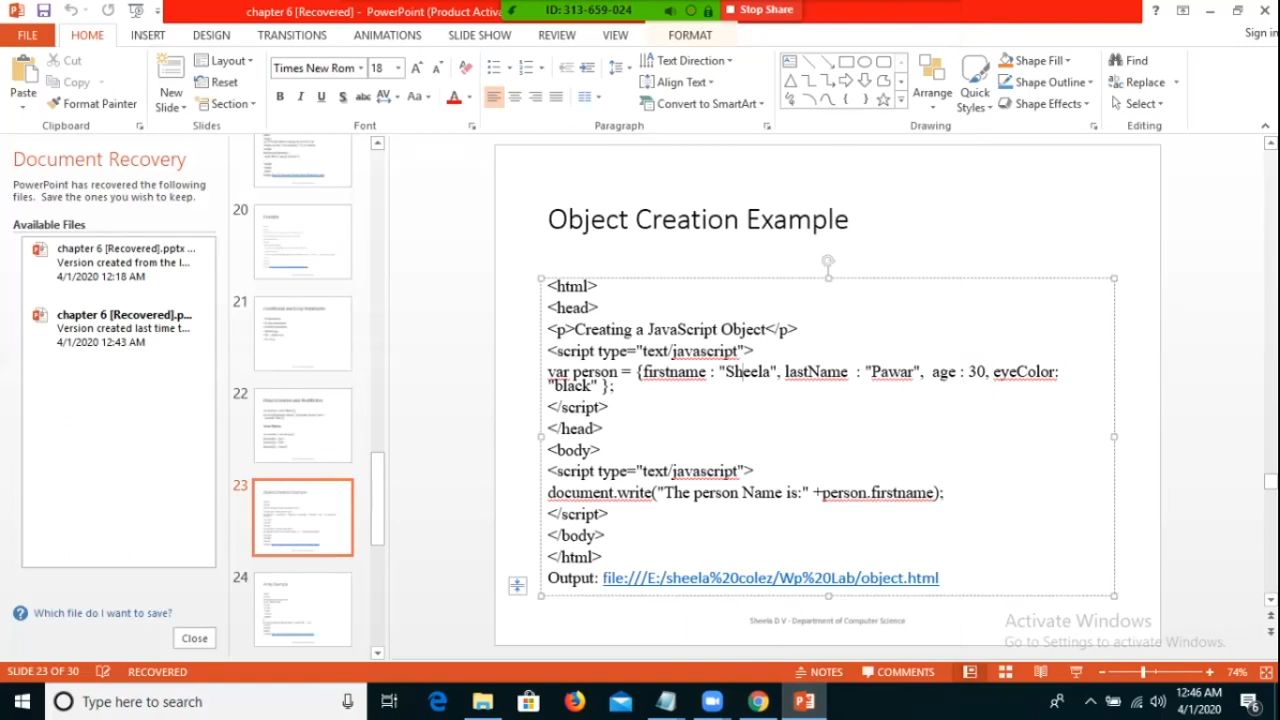 chapter 6 [Recovered] - PowerPoint (Product Activa
ID: 313-659-024
Stop Share
?
Sign in
FILE HOME INSERT DESIGN TRANSITIONS ANIMATIONS SLIDE SHOW REVIEW VIEW FORMAT
Paste
Cut
Copy
Format Painter
Clipboard
New
Slide
Layout
Reset
Section
Slides
Times New Rom 18
B I U S abc AV Aa A
Font
Text Direction
Align Text
Convert to SmartArt
Paragraph
Arrange
Quick
Styles
Shape Fill
Shape Outline
Shape Effects
Drawing
Find
Replace
Select
Editing
Document Recovery
PowerPoint has recovered the following
files. Save the ones you wish to keep.
Available Files
chapter 6 [Recovered].pptx ...
Version created from the l...
4/1/2020 12:18 AM
chapter 6 [Recovered].p...
Version created last time t...
4/1/2020 12:43 AM
Which file do I want to save?
Close
20
21
22
23
24
Object Creation Example
<html>
<head>
<p>Creating a JavaScript Object</p>
<script type="text/javascript">
var person = {firstname : "Sheela", lastName : "Pawar", age : 30, eyeColor:
"black" };
</script>
</head>
<body>
<script type="text/javascript">
document.write("The person Name is:" +person.firstname);
</script>
</body>
</html>
Output: file:///E:/sheela%20colez/Wp%20Lab/object.html
Sheela D V - Department of Computer Science
Activate Windows
Go to Settings to activate Windows.
SLIDE 23 OF 30 RECOVERED NOTES COMMENTS 74%
Type here to search
12:46 AM
4/1/2020
6